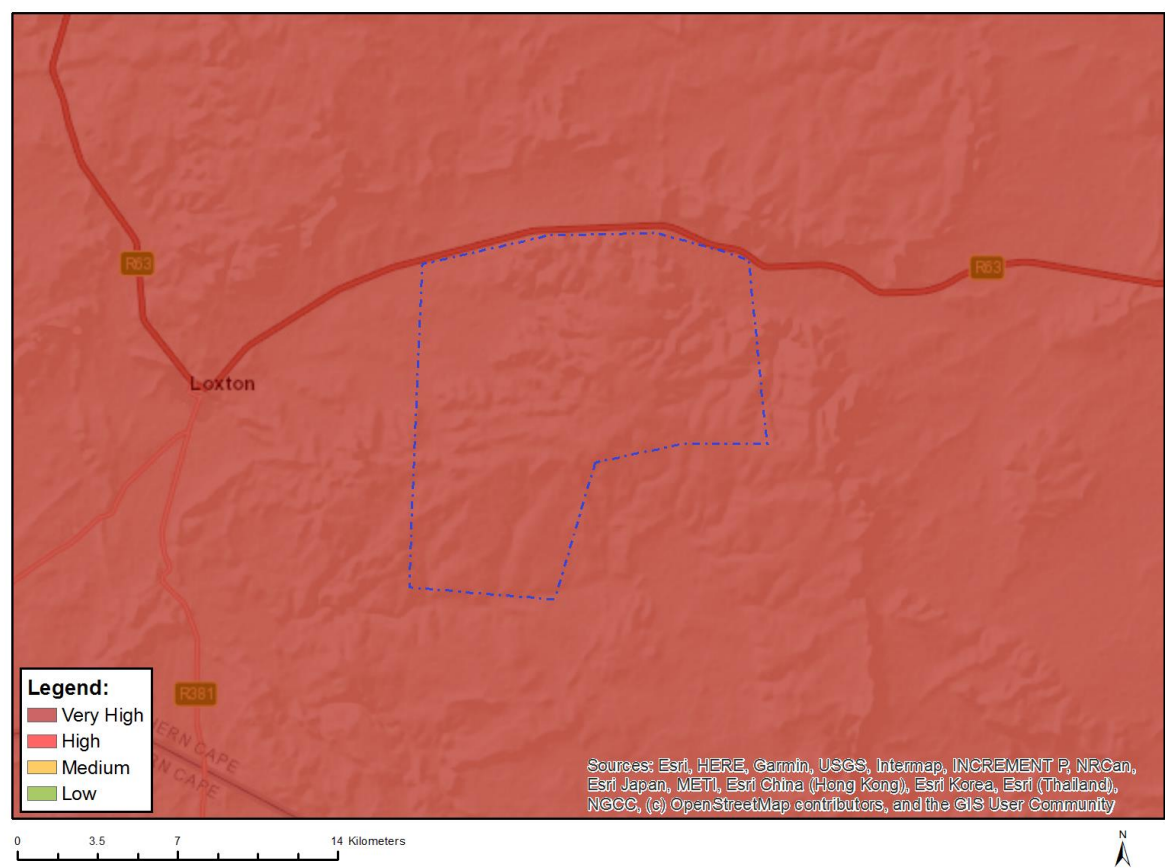 R63
R63
Loxton
R381
HERN CAPE
RN CAPE
Legend:
Very High
High
Medium
Low
Sources: Esri, HERE, Garmin, USGS, Intermap, INCREMENT P, NRCan,
Esri Japan, METI, Esri China (Hong Kong), Esri Korea, Esri (Thailand),
NGCC, (c) OpenStreetMap contributors, and the GIS User Community
0 3.5 7 14 Kilometers
N